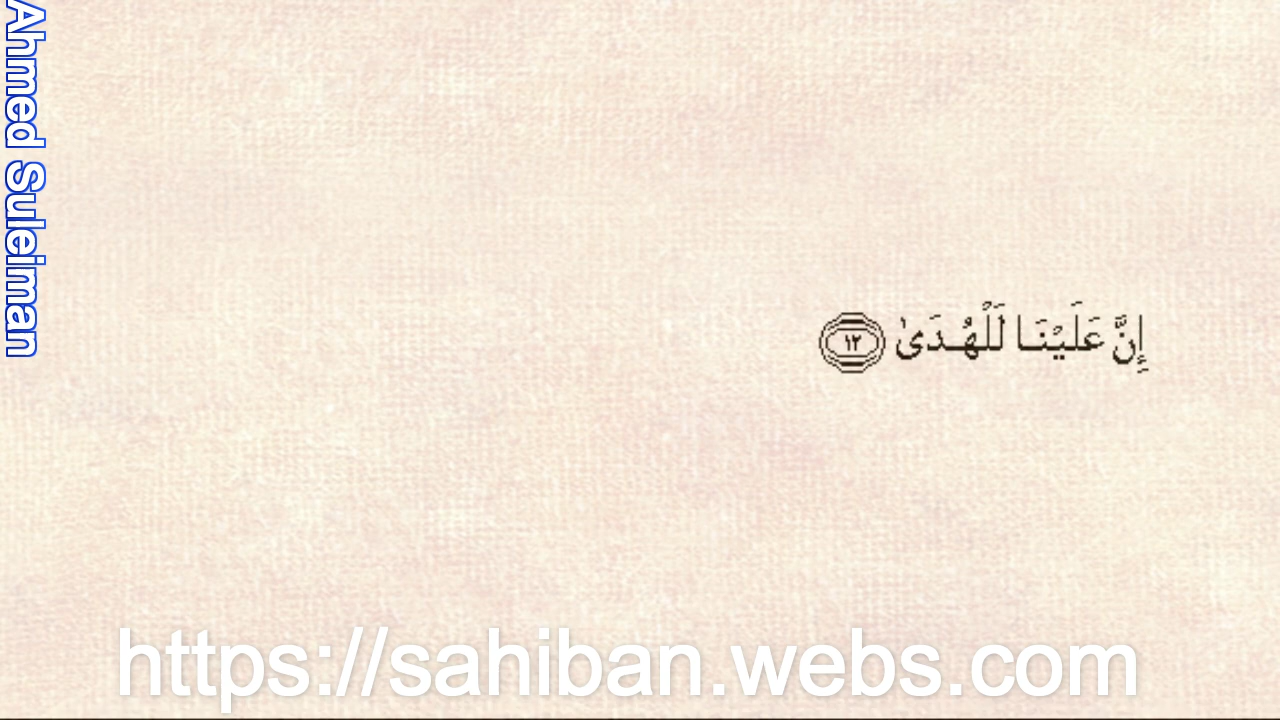 Ahmed Suleiman
إِنَّ عَلَيْنَا لَلْهُدَىٰ ١٢
https://sahiban.webs.com